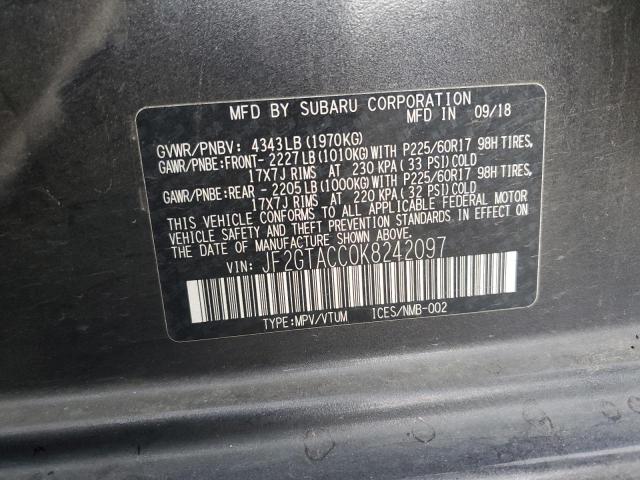 MFD BY SUBARU CORPORATION MFD IN 09/18
GVWR/PNBV: 4343LB(1970KG)
GAWR/PNBE:FRONT- 2227LB(1010KG)WITH P225/60R17 98H TIRES,
17X7J RIMS AT 230 KPA (33 PSI)COLD
GAWR/PNBE:REAR - 2205LB(1000KG)WITH P225/60R17 98H TIRES,
17X7J RIMS AT 220 KPA (32 PSI)COLD
THIS VEHICLE CONFORMS TO ALL APPLICABLE FEDERAL MOTOR
VEHICLE SAFETY AND THEFT PREVENTION STANDARDS IN EFFECT ON
THE DATE OF MANUFACTURE SHOWN ABOVE.
VIN: JF2GTACC0K8242097
TYPE:MPV/VTUM ICES/NMB-002